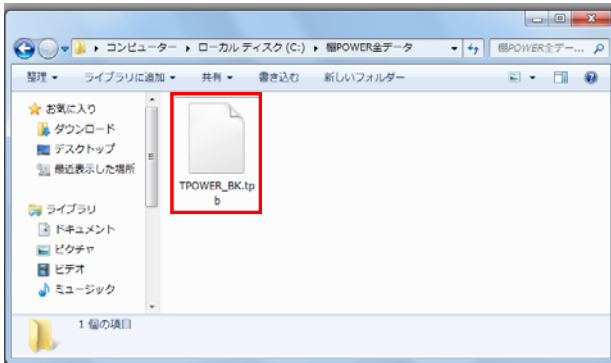 コンピューター ▸ ローカル ディスク (C:) ▸ 棚POWER全データ
棚POWER全デー...
整理
ライブラリに追加
共有
書き込む
新しいフォルダー
お気に入り
ダウンロード
デスクトップ
最近表示した場所
ライブラリ
ドキュメント
ピクチャ
ビデオ
ミュージック
TPOWER_BK.tp
b
1 個の項目